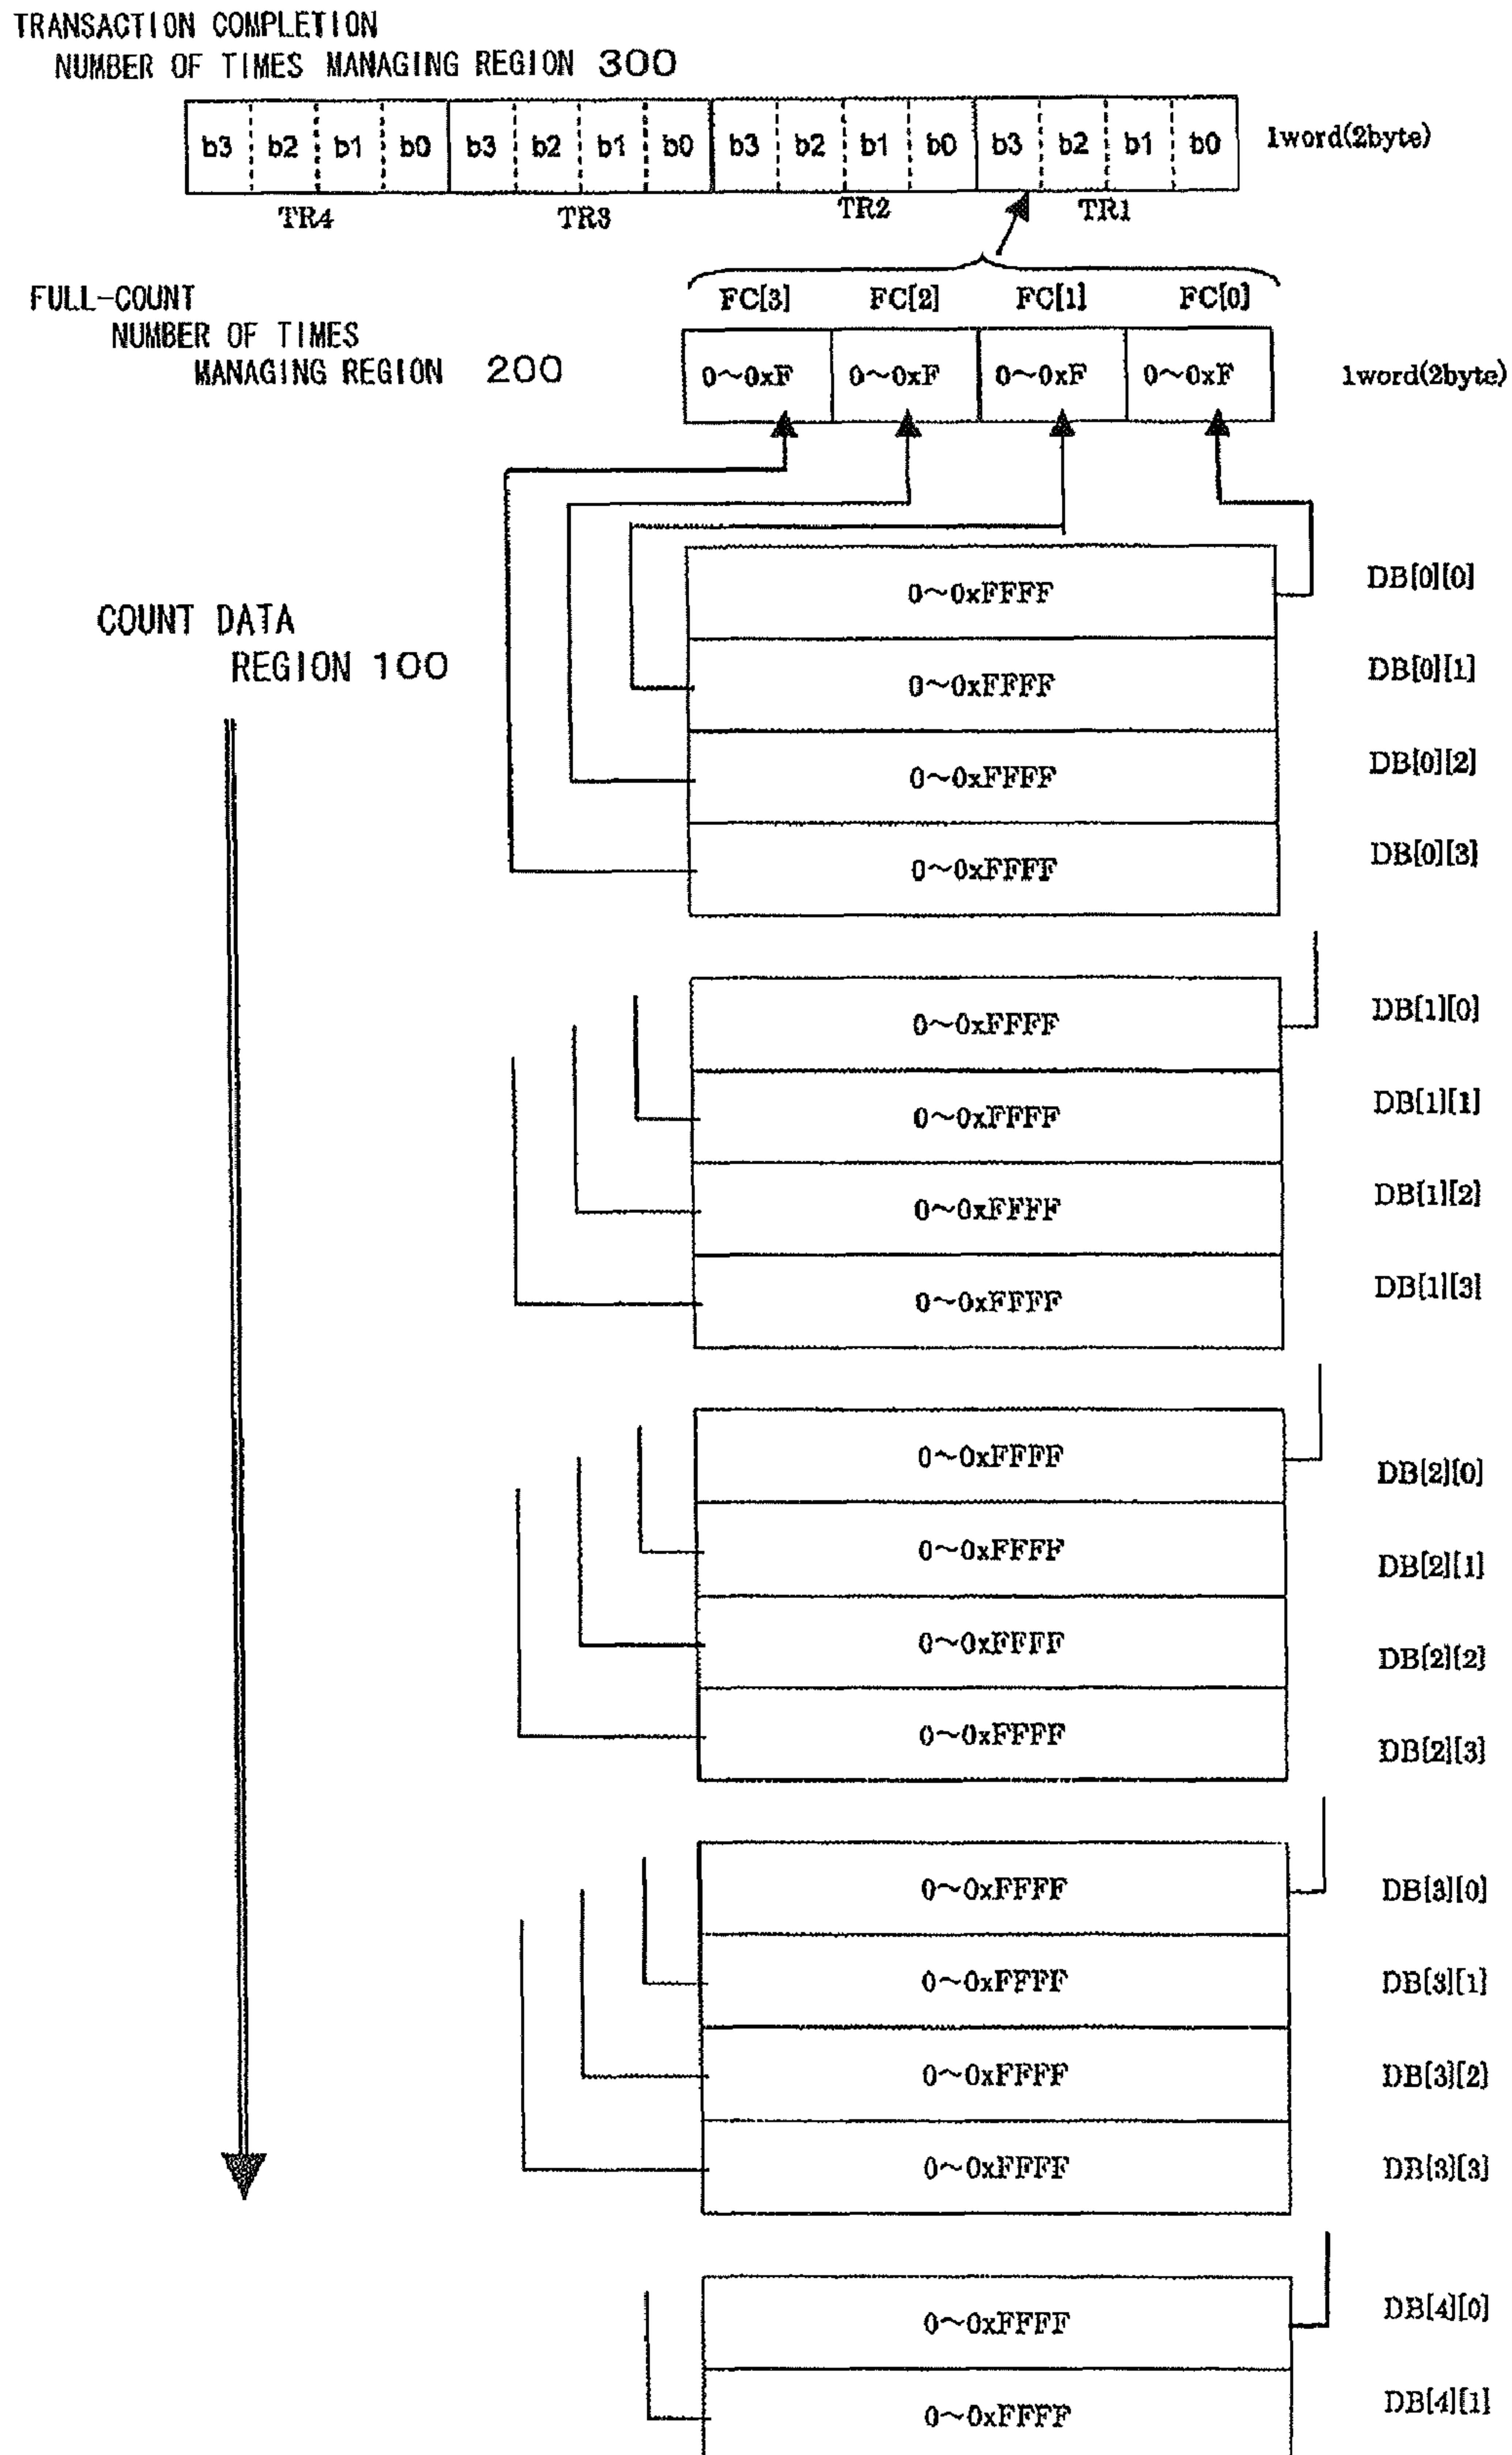 TRANSACTION COMPLETION
NUMBER OF TIMES MANAGING REGION 300
b3 b2 b1 b0 b3 b2 b1 b0 b3 b2 b1 b0 b3 b2 b1 b0 1word(2byte)
TR4 TR3 TR2 TR1
FULL-COUNT
NUMBER OF TIMES
MANAGING REGION 200
FC[3] FC[2] FC[1] FC[0]
0~0xF 0~0xF 0~0xF 0~0xF 1word(2byte)
COUNT DATA
REGION 100
0~0xFFFF DB[0][0]
0~0xFFFF DB[0][1]
0~0xFFFF DB[0][2]
0~0xFFFF DB[0][3]
0~0xFFFF DB[1][0]
0~0xFFFF DB[1][1]
0~0xFFFF DB[1][2]
0~0xFFFF DB[1][3]
0~0xFFFF DB[2][0]
0~0xFFFF DB[2][1]
0~0xFFFF DB[2][2]
0~0xFFFF DB[2][3]
0~0xFFFF DB[3][0]
0~0xFFFF DB[3][1]
0~0xFFFF DB[3][2]
0~0xFFFF DB[3][3]
0~0xFFFF DB[4][0]
0~0xFFFF DB[4][1]